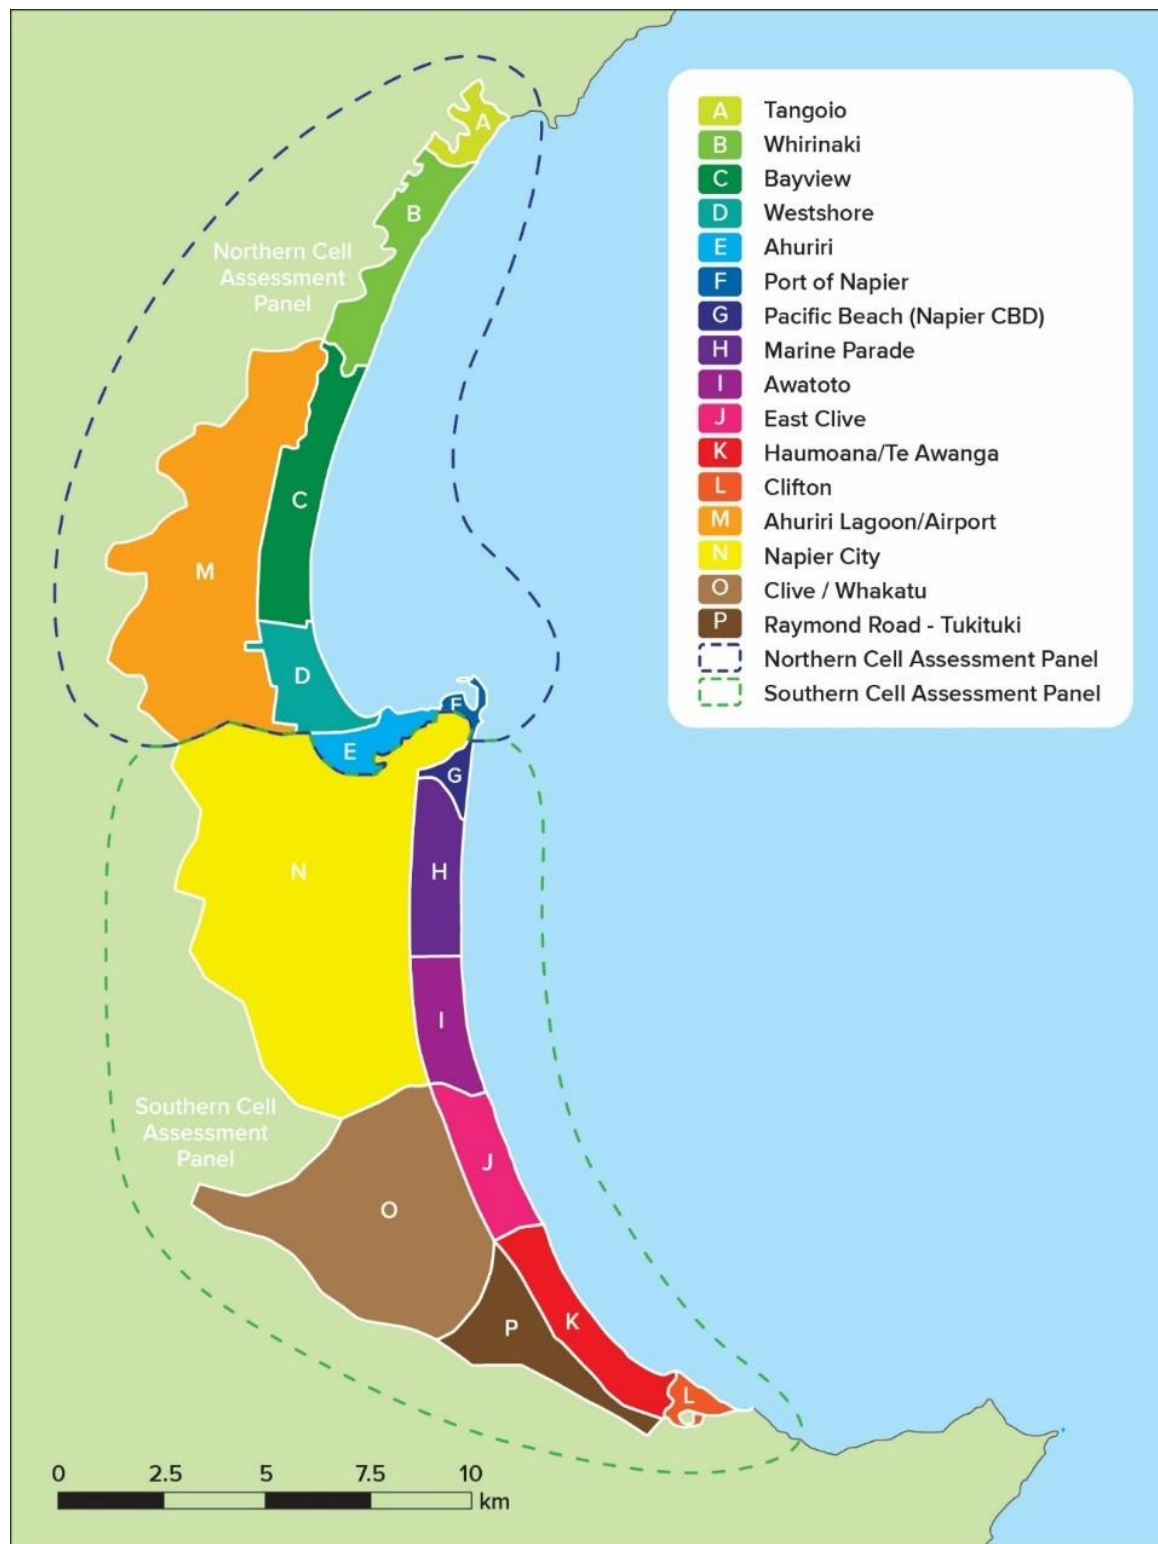 A Tangoio
B Whirinaki
C Bayview
D Westshore
E Ahuriri
F Port of Napier
G Pacific Beach (Napier CBD)
H Marine Parade
I Awatoto
J East Clive
K Haumoana/Te Awanga
L Clifton
M Ahuriri Lagoon/Airport
N Napier City
O Clive / Whakatu
P Raymond Road - Tukituki
Northern Cell Assessment Panel
Southern Cell Assessment Panel
A
B
Northern Cell
Assessment
Panel
C
M
D
F
E
G
N
H
I
Southern Cell
Assessment
Panel
J
O
K
P
L
0 2.5 5 7.5 10
km